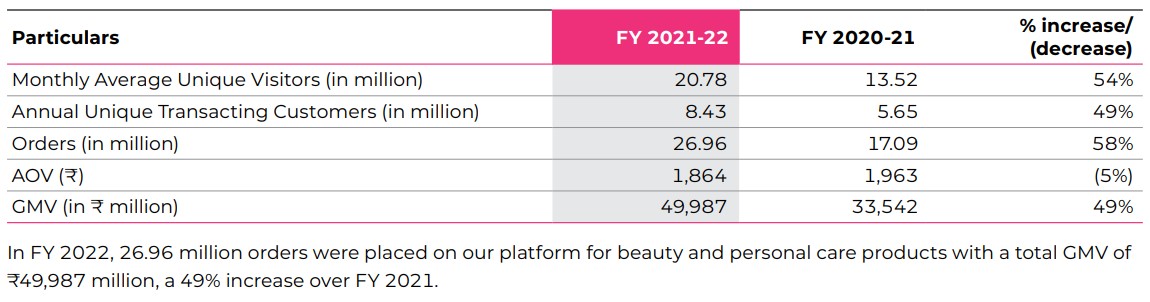 Particulars FY 2021-22 FY 2020-21 % increase/ (decrease)
Monthly Average Unique Visitors (in million) 20.78 13.52 54%
Annual Unique Transacting Customers (in million) 8.43 5.65 49%
Orders (in million) 26.96 17.09 58%
AOV (₹) 1,864 1,963 (5%)
GMV (in ₹ million) 49,987 33,542 49%
In FY 2022, 26.96 million orders were placed on our platform for beauty and personal care products with a total GMV of
₹49,987 million, a 49% increase over FY 2021.